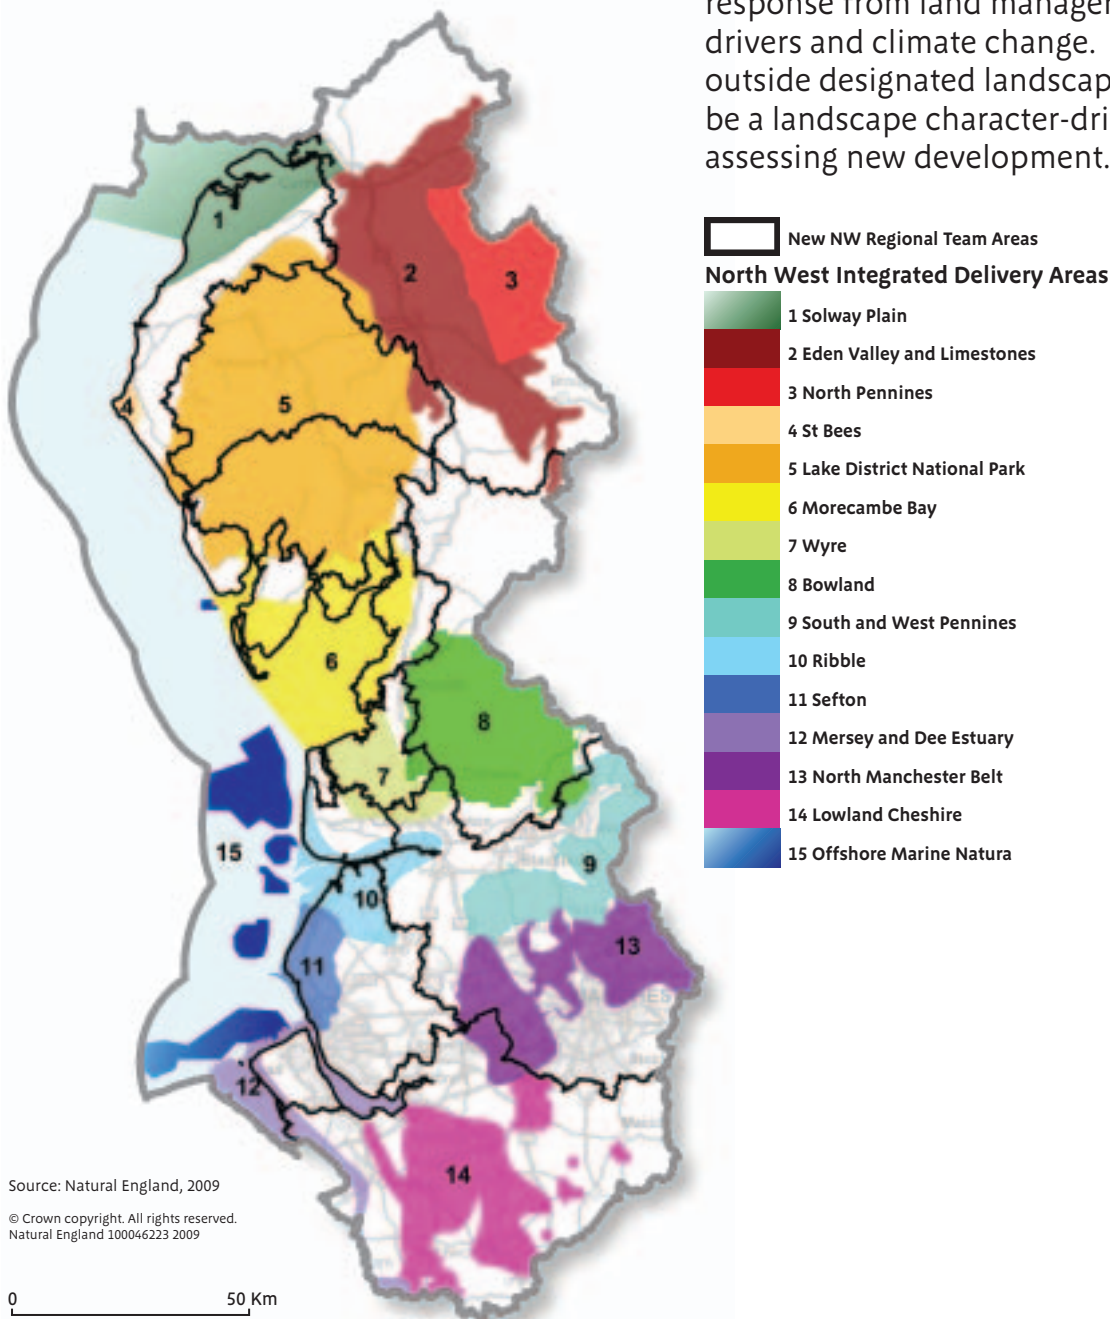 response from land manager
drivers and climate change.
outside designated landscap
be a landscape character-dri
assessing new development.
New NW Regional Team Areas
North West Integrated Delivery Areas
1 Solway Plain
2 Eden Valley and Limestones
3 North Pennines
4 St Bees
5 Lake District National Park
6 Morecambe Bay
7 Wyre
8 Bowland
9 South and West Pennines
10 Ribble
11 Sefton
12 Mersey and Dee Estuary
13 North Manchester Belt
14 Lowland Cheshire
15 Offshore Marine Natura
1
2
3
4
5
6
7
8
15
9
10
13
11
12
14
Source: Natural England, 2009
© Crown copyright. All rights reserved.
Natural England 100046223 2009
0 50 Km